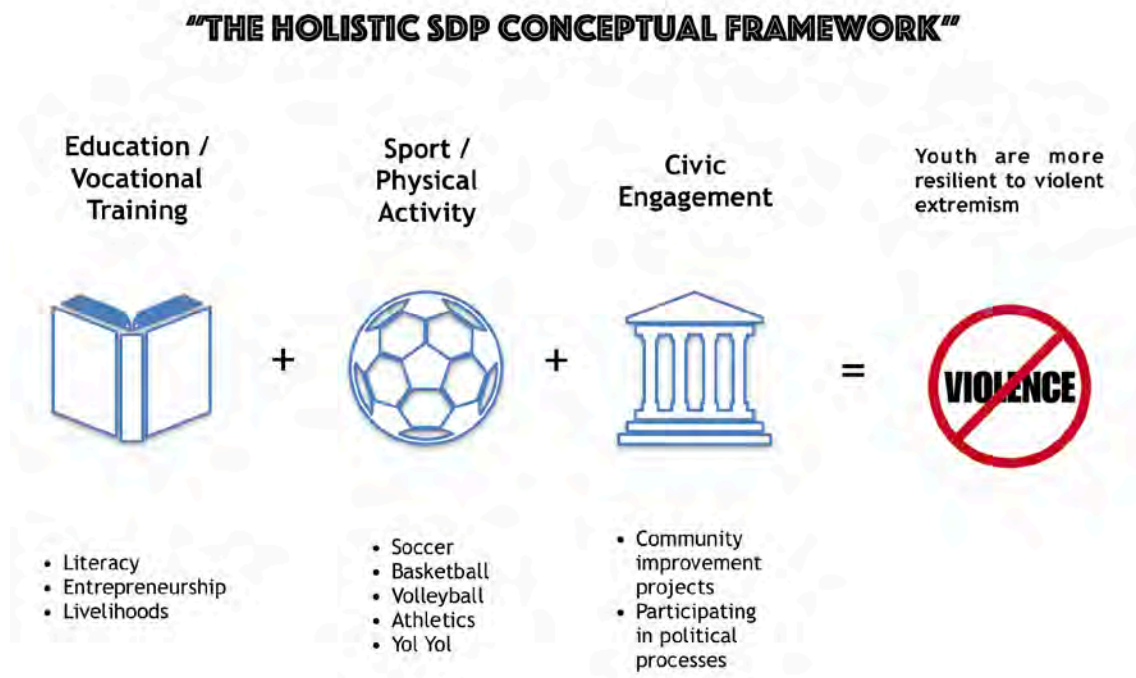 "THE HOLISTIC SDP CONCEPTUAL FRAMEWORK"
Education /
Vocational
Training
Sport /
Physical
Activity
Civic
Engagement
Youth are more
resilient to violent
extremism
+
+
=
VIOLENCE
• Literacy
• Entrepreneurship
• Livelihoods
• Soccer
• Basketball
• Volleyball
• Athletics
• Yol Yol
• Community
improvement
projects
• Participating
in political
processes